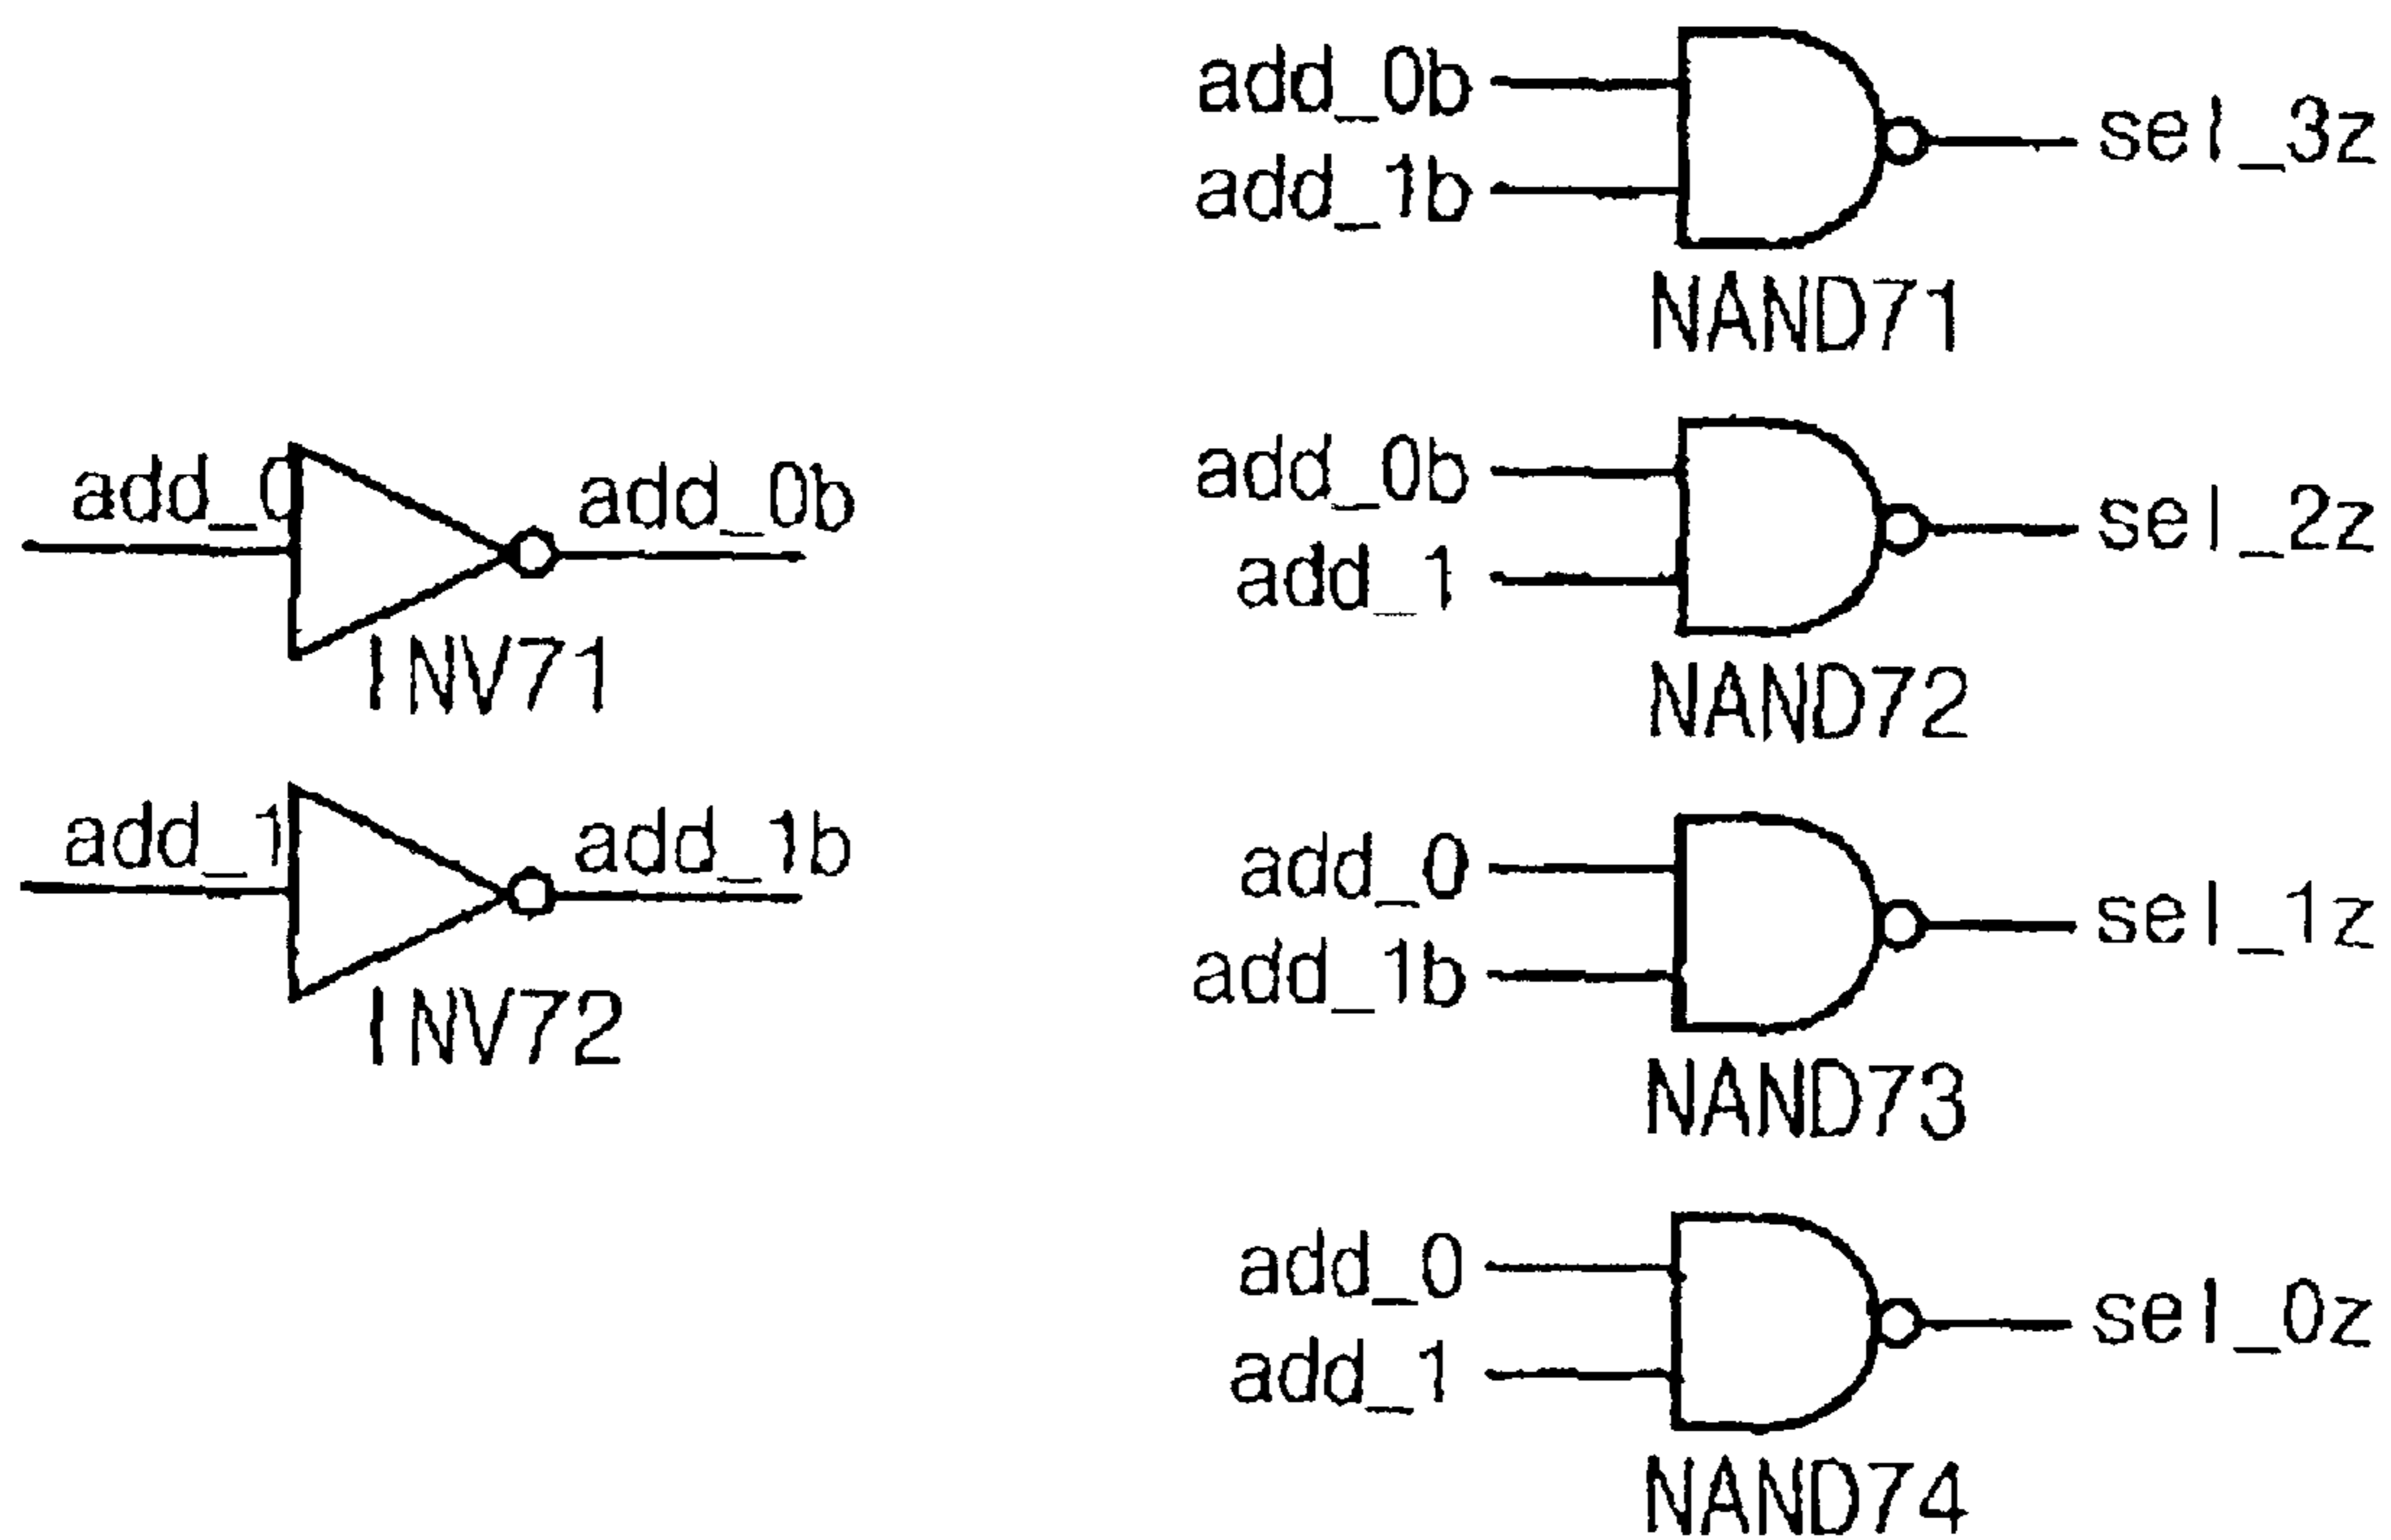 add_0b
add_1b
sel_3z
NAND71
add_0
add_0b
INV71
add_0b
add_1
sel_2z
NAND72
add_1
add_1b
INV72
add_0
add_1b
sel_1z
NAND73
add_0
add_1
sel_0z
NAND74